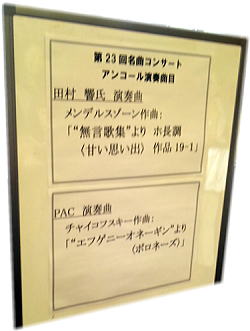 第23回名曲コンサート
アンコール演奏曲目
田村 響氏 演奏曲
メンデルスゾーン作曲:
「“無言歌集”より ホ長調
〈甘い思い出〉 作品19-1」
PAC 演奏曲
チャイコフスキー作曲:
「“エフゲニーオネーギン”より
〈ポロネーズ〉」